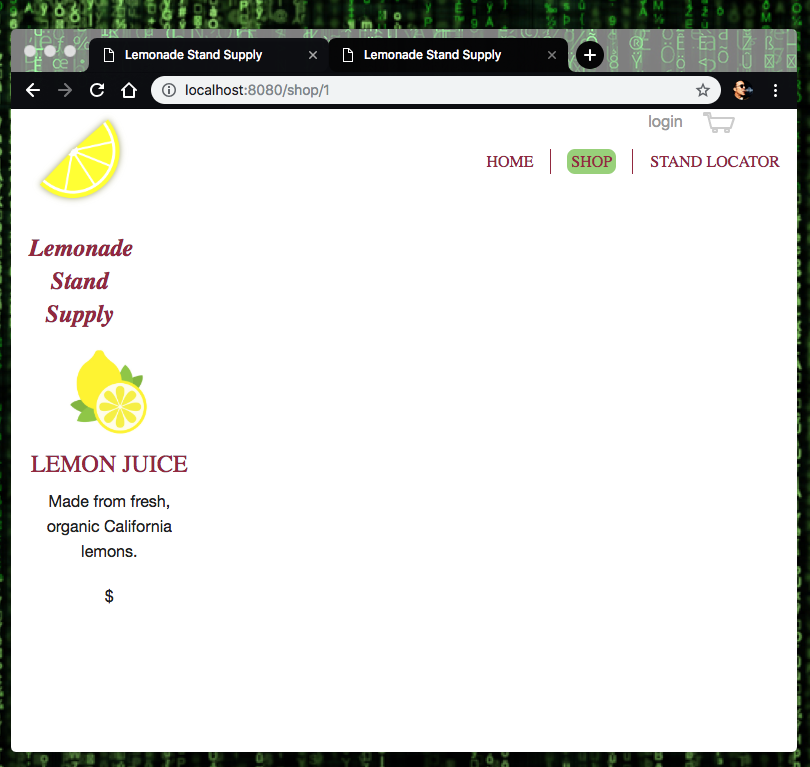 Lemonade Stand Supply
Lemonade Stand Supply
localhost:8080/shop/1
login
HOME
SHOP
STAND LOCATOR
Lemonade
Stand
Supply
LEMON JUICE
Made from fresh,
organic California
lemons.
$